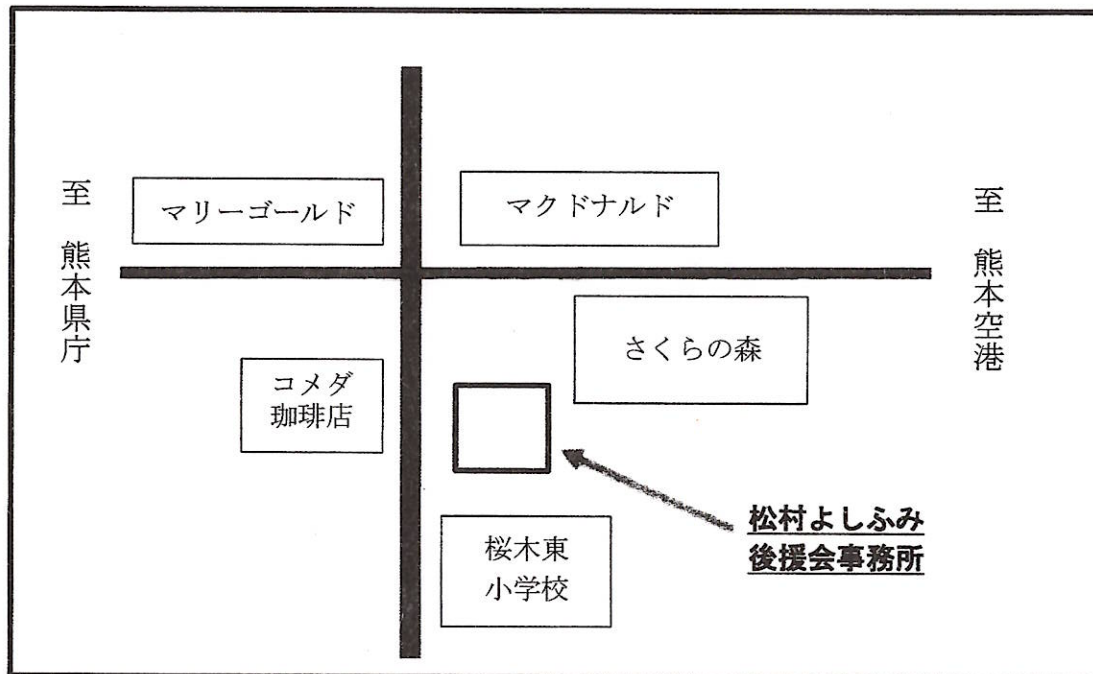 至 熊本県庁
マリーゴールド
マクドナルド
至 熊本空港
さくらの森
コメダ
珈琲店
松村よしふみ
後援会事務所
桜木東
小学校